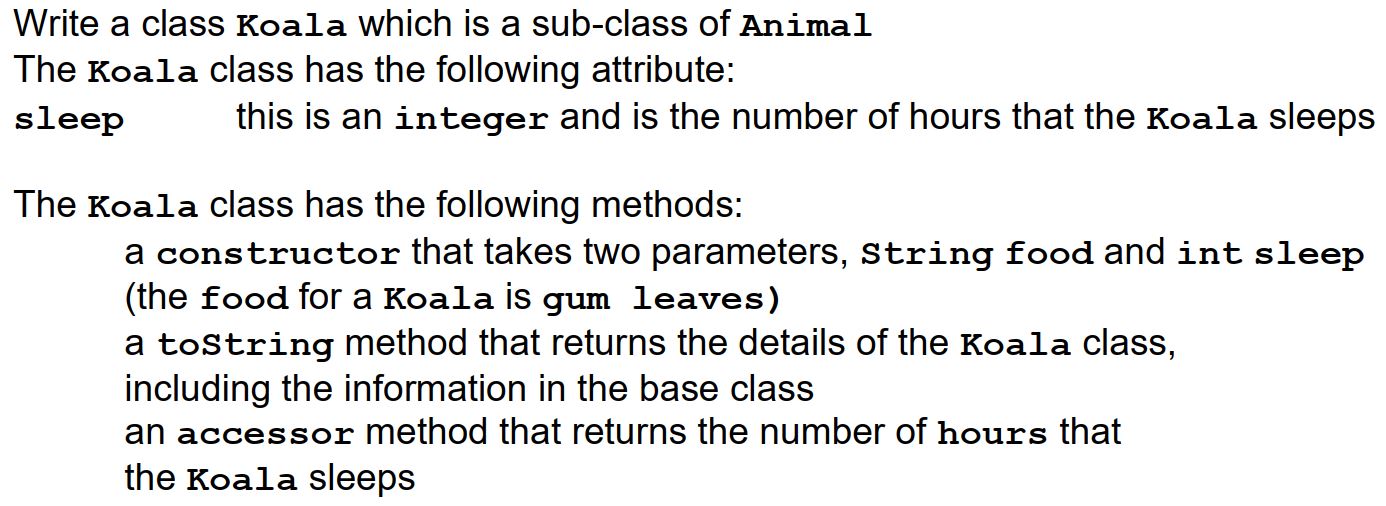 Write a class Koala which is a sub-class of Animal
The Koala class has the following attribute:
sleep this is an integer and is the number of hours that the Koala sleeps
The Koala class has the following methods:
a constructor that takes two parameters, String food and int sleep
(the food for a Koala is gum leaves)
a toString method that returns the details of the Koala class,
including the information in the base class
an accessor method that returns the number of hours that
the Koala sleeps